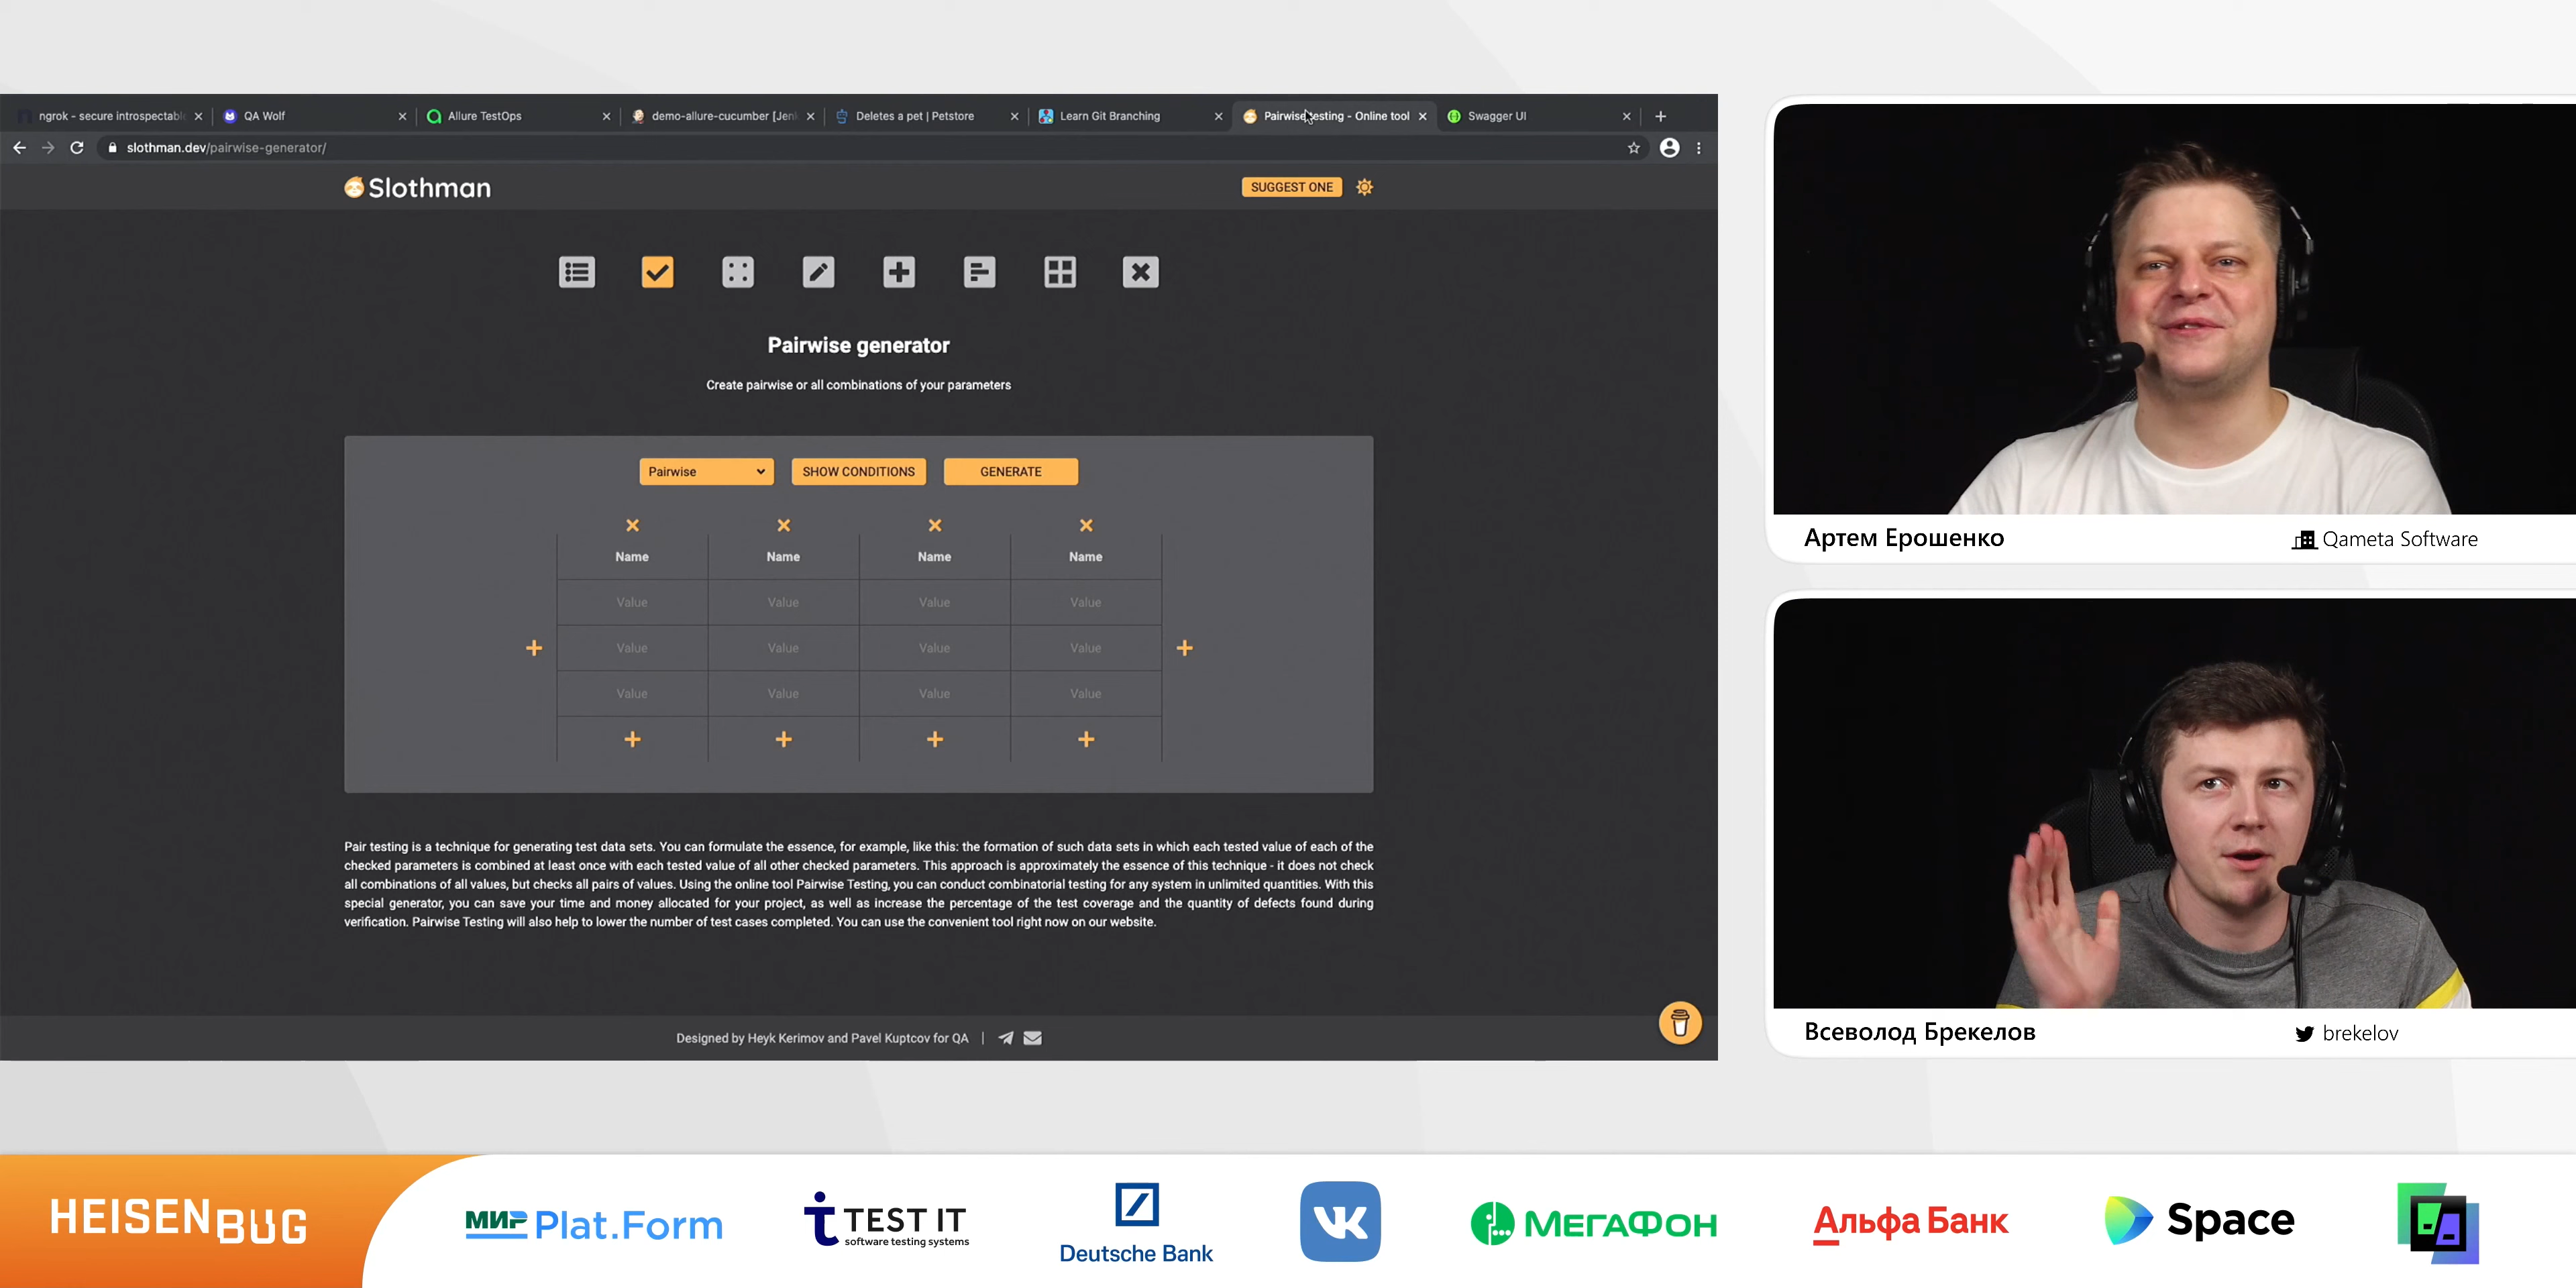 ngrok - secure introspectabl
QA Wolf
Allure TestOps
demo-allure-cucumber [Jen
Deletes a pet | Petstore
Learn Git Branching
Pairwise Testing - Online tool
Swagger UI
slothman.dev/pairwise-generator/
Slothman
SUGGEST ONE
Pairwise generator
Create pairwise or all combinations of your parameters
Pairwise
SHOW CONDITIONS
GENERATE
Name Name Name Name
Value Value Value Value
Value Value Value Value
Value Value Value Value
Pair testing is a technique for generating test data sets. You can formulate the essence, for example, like this: the formation of such data sets in which each tested value of each of the
checked parameters is combined at least once with each tested value of all other checked parameters. This approach is approximately the essence of this technique - it does not check
all combinations of all values, but checks all pairs of values. Using the online tool Pairwise Testing, you can conduct combinatorial testing for any system in unlimited quantities. With this
special generator, you can save your time and money allocated for your project, as well as increase the percentage of the test coverage and the quantity of defects found during
verification. Pairwise Testing will also help to lower the number of test cases completed. You can use the convenient tool right now on our website.
Designed by Heyk Kerimov and Pavel Kuptcov for QA |
Артем Ерошенко
Qameta Software
Всеволод Брекелов
brekelov
HEISENBUG
МИР Plat.Form
TEST IT
software testing systems
Deutsche Bank
VK
МЕГАФОН
Альфа Банк
Space